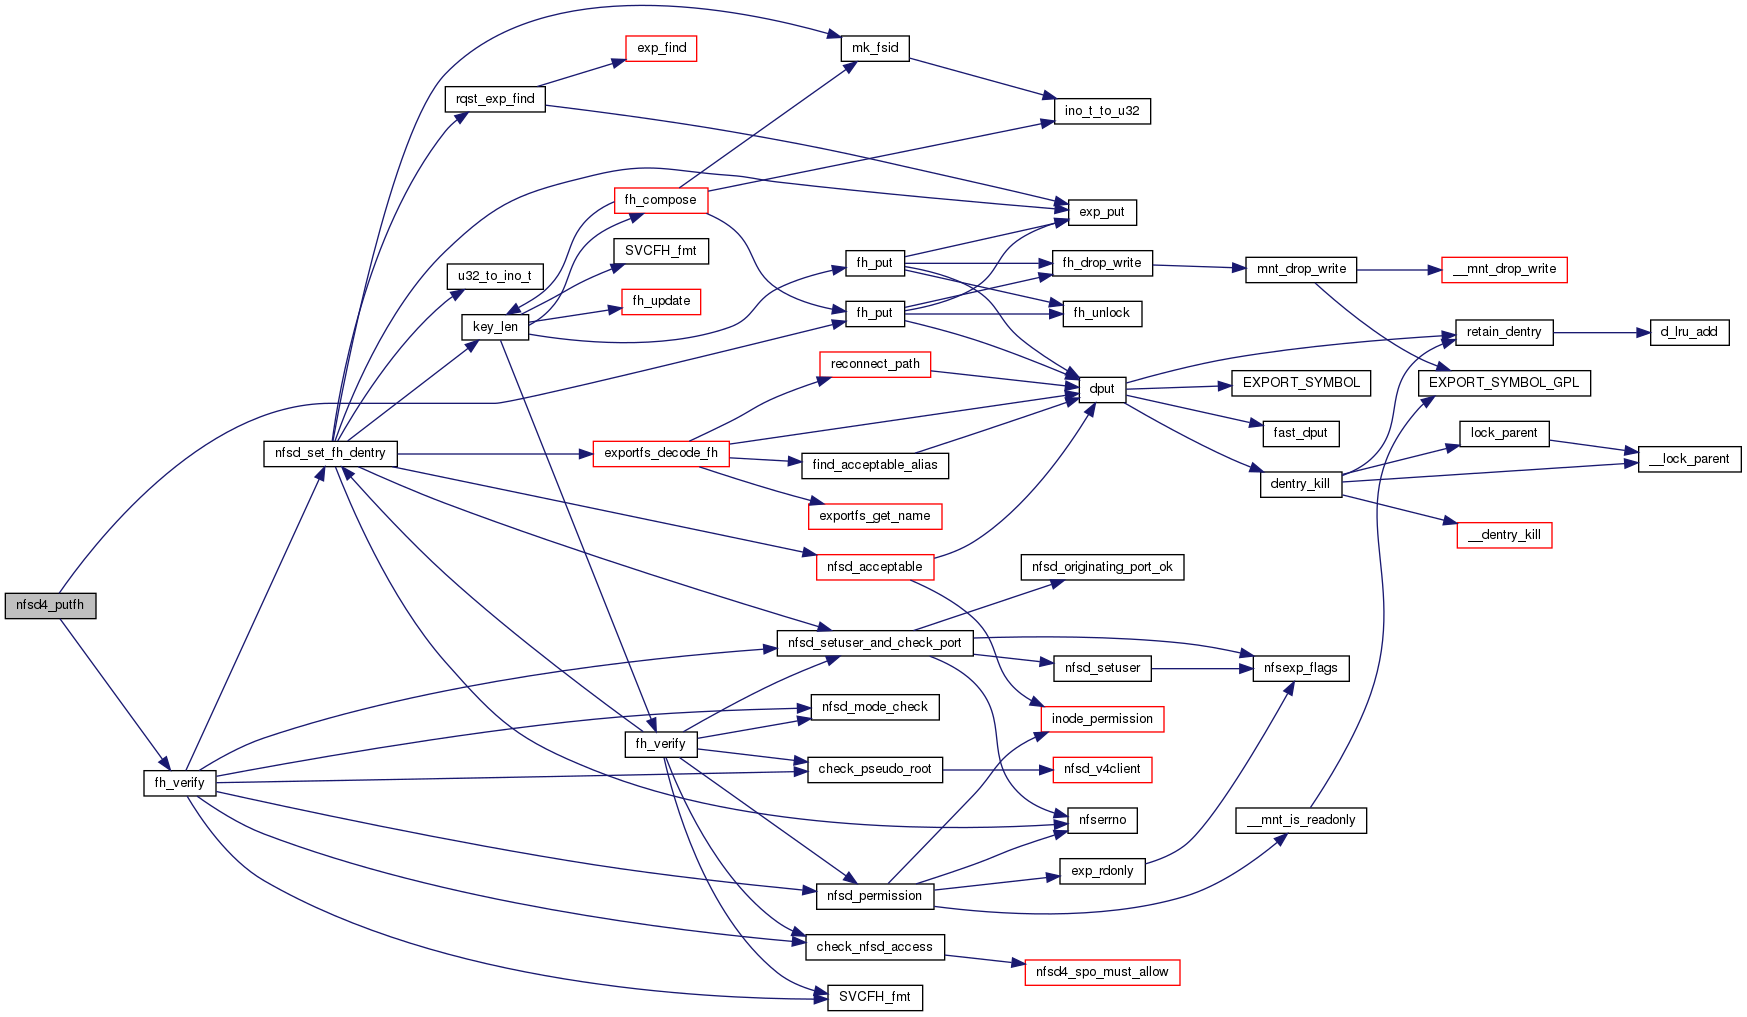 mk_fsid
exp_find
rqst_exp_find
ino_t_to_u32
fh_compose
exp_put
SVCFH_fmt
u32_to_ino_t
fh_put
fh_drop_write
mnt_drop_write
__mnt_drop_write
fh_update
key_len
fh_put
fh_unlock
retain_dentry
d_lru_add
reconnect_path
dput
EXPORT_SYMBOL
EXPORT_SYMBOL_GPL
fast_dput
lock_parent
nfsd_set_fh_dentry
exportfs_decode_fh
find_acceptable_alias
__lock_parent
dentry_kill
exportfs_get_name
__dentry_kill
nfsd_acceptable
nfsd_originating_port_ok
nfsd4_putfh
nfsd_setuser_and_check_port
nfsd_setuser
nfsexp_flags
nfsd_mode_check
inode_permission
fh_verify
check_pseudo_root
nfsd_v4client
fh_verify
nfserrno
__mnt_is_readonly
exp_rdonly
nfsd_permission
check_nfsd_access
nfsd4_spo_must_allow
SVCFH_fmt